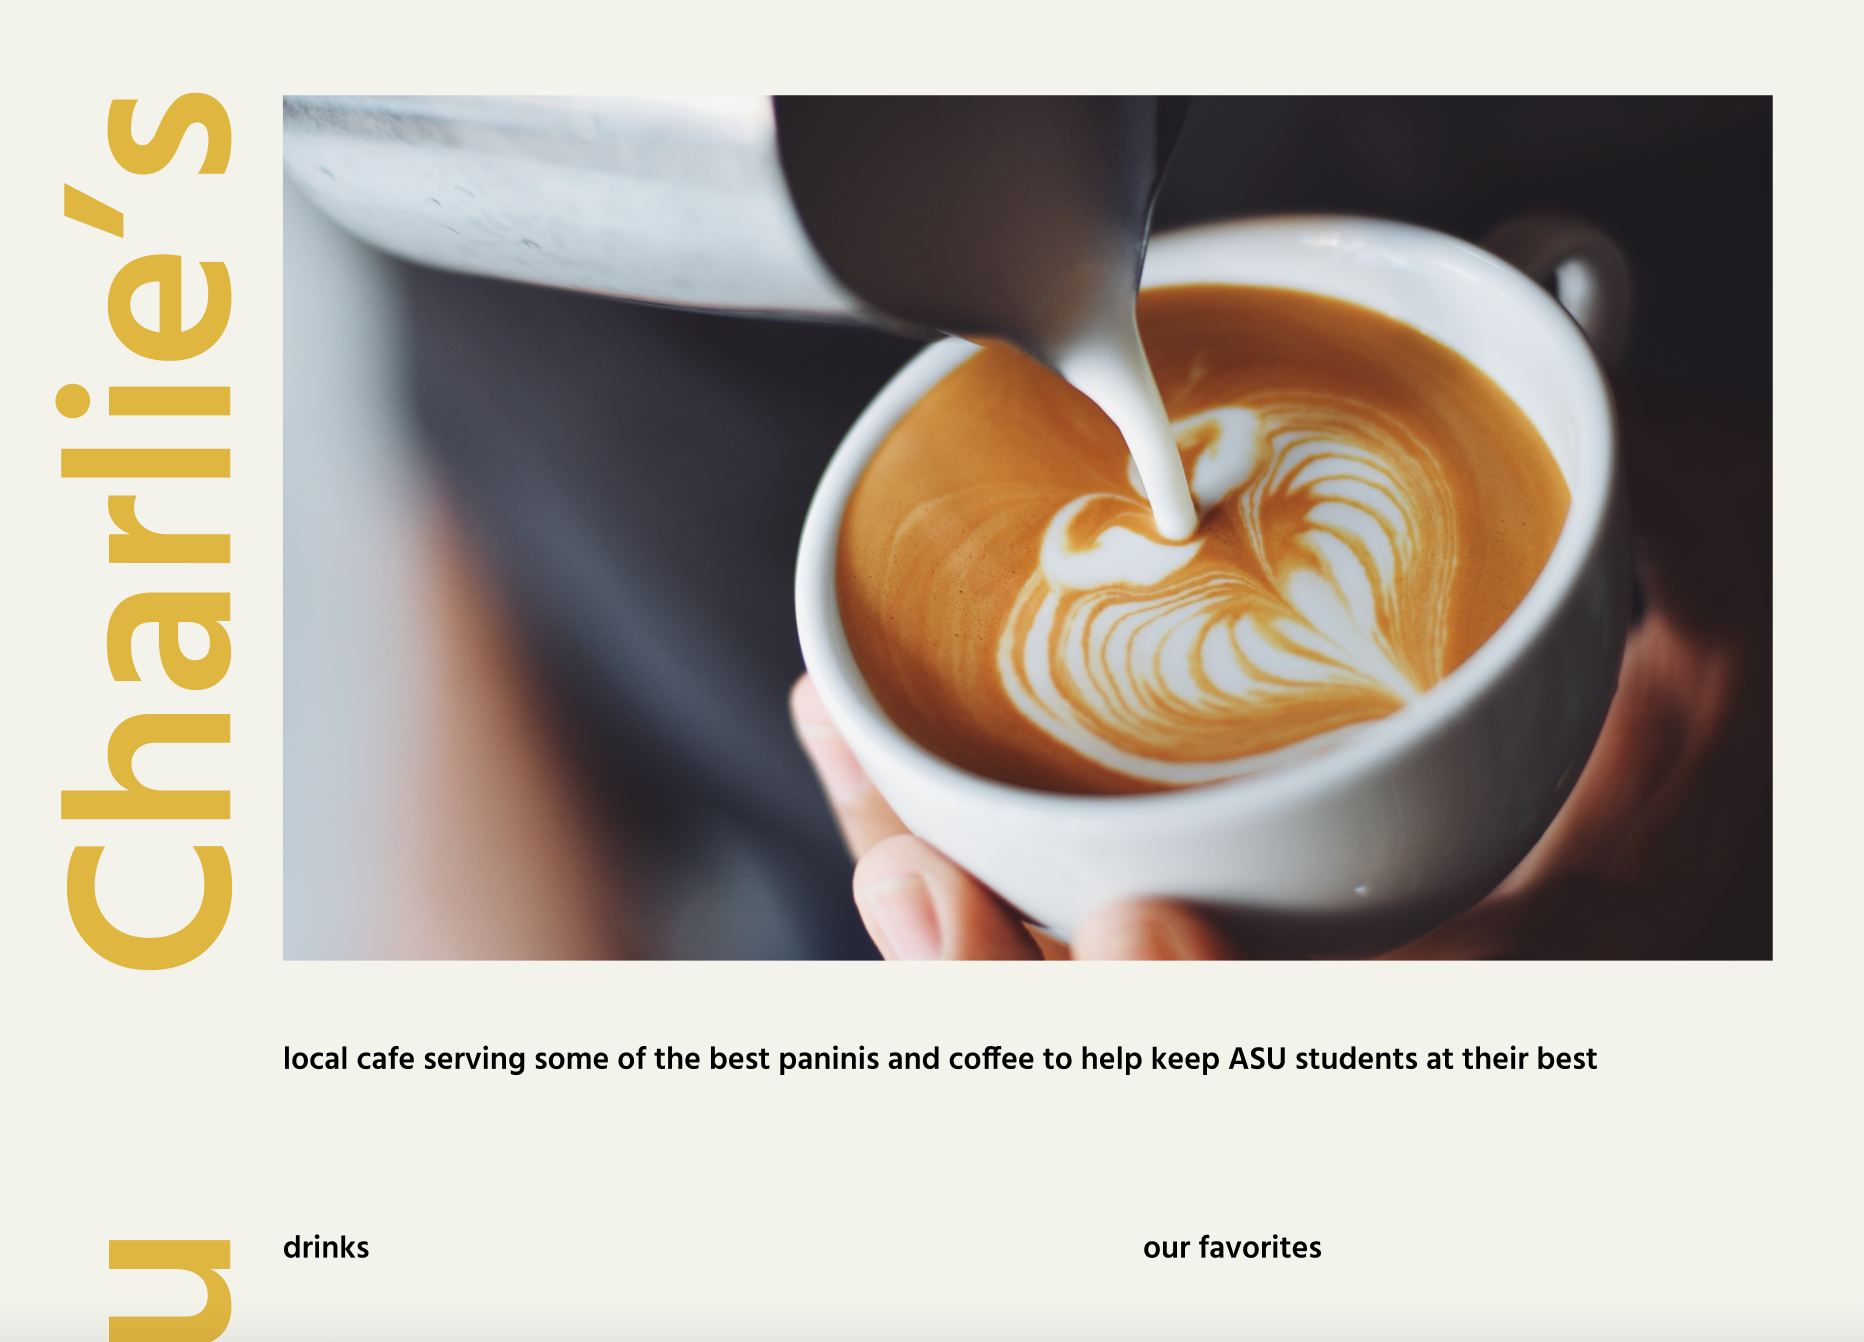 Charlie’s
local cafe serving some of the best paninis and coffee to help keep ASU students at their best
drinks
our favorites